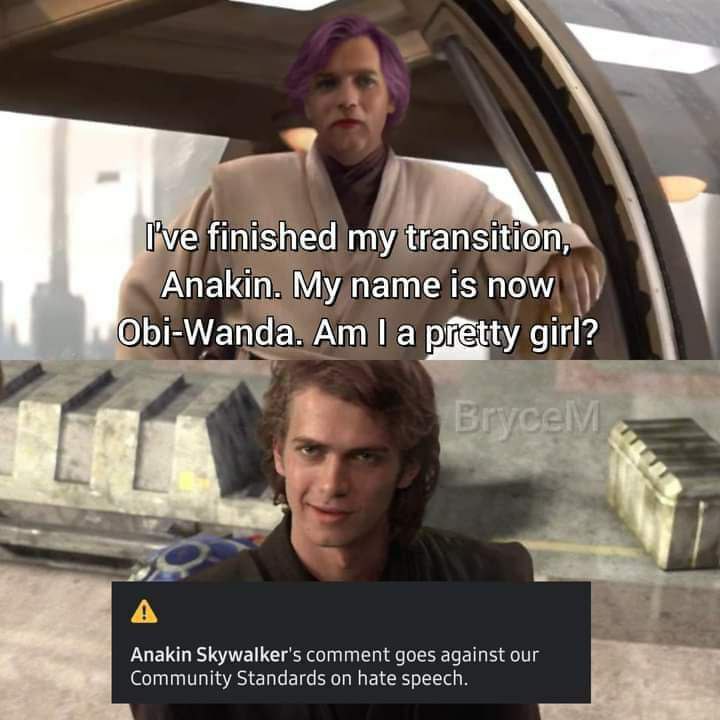 I've finished my transition,
Anakin. My name is now
Obi-Wanda. Am I a pretty girl?
BryceM
Anakin Skywalker's comment goes against our
Community Standards on hate speech.